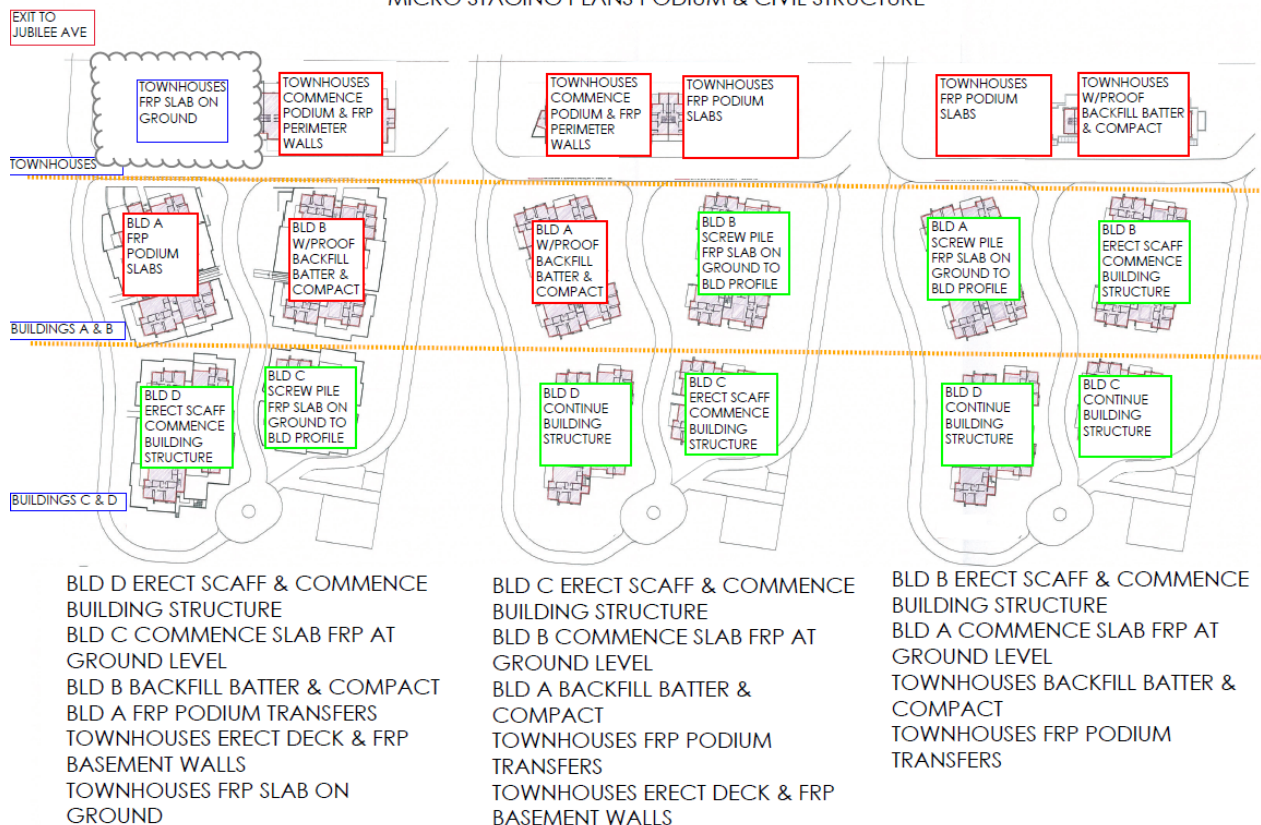 MICRO STAGING PLANS PODIUM & CIVIL STRUCTURE
EXIT TO
JUBILEE AVE
TOWNHOUSES
FRP SLAB ON
GROUND
TOWNHOUSES
COMMENCE
PODIUM & FRP
PERIMETER
WALLS
TOWNHOUSES
COMMENCE
PODIUM & FRP
PERIMETER
WALLS
TOWNHOUSES
FRP PODIUM
SLABS
TOWNHOUSES
FRP PODIUM
SLABS
TOWNHOUSES
W/PROOF
BACKFILL BATTER
& COMPACT
TOWNHOUSES
BLD A
FRP
PODIUM
SLABS
BLD B
W/PROOF
BACKFILL
BATTER &
COMPACT
BLD A
W/PROOF
BACKFILL
BATTER &
COMPACT
BLD B
SCREW PILE
FRP SLAB ON
GROUND TO
BLD PROFILE
BLD A
SCREW PILE
FRP SLAB ON
GROUND TO
BLD PROFILE
BLD B
ERECT SCAFF
COMMENCE
BUILDING
STRUCTURE
BUILDINGS A & B
BLD D
ERECT SCAFF
COMMENCE
BUILDING
STRUCTURE
BLD C
SCREW PILE
FRP SLAB ON
GROUND TO
BLD PROFILE
BLD D
CONTINUE
BUILDING
STRUCTURE
BLD C
ERECT SCAFF
COMMENCE
BUILDING
STRUCTURE
BLD D
CONTINUE
BUILDING
STRUCTURE
BLD C
CONTINUE
BUILDING
STRUCTURE
BUILDINGS C & D
BLD D ERECT SCAFF & COMMENCE
BUILDING STRUCTURE
BLD C COMMENCE SLAB FRP AT
GROUND LEVEL
BLD B BACKFILL BATTER & COMPACT
BLD A FRP PODIUM TRANSFERS
TOWNHOUSES ERECT DECK & FRP
BASEMENT WALLS
TOWNHOUSES FRP SLAB ON
GROUND
BLD C ERECT SCAFF & COMMENCE
BUILDING STRUCTURE
BLD B COMMENCE SLAB FRP AT
GROUND LEVEL
BLD A BACKFILL BATTER &
COMPACT
TOWNHOUSES FRP PODIUM
TRANSFERS
TOWNHOUSES ERECT DECK & FRP
BASEMENT WALLS
BLD B ERECT SCAFF & COMMENCE
BUILDING STRUCTURE
BLD A COMMENCE SLAB FRP AT
GROUND LEVEL
TOWNHOUSES BACKFILL BATTER &
COMPACT
TOWNHOUSES FRP PODIUM
TRANSFERS